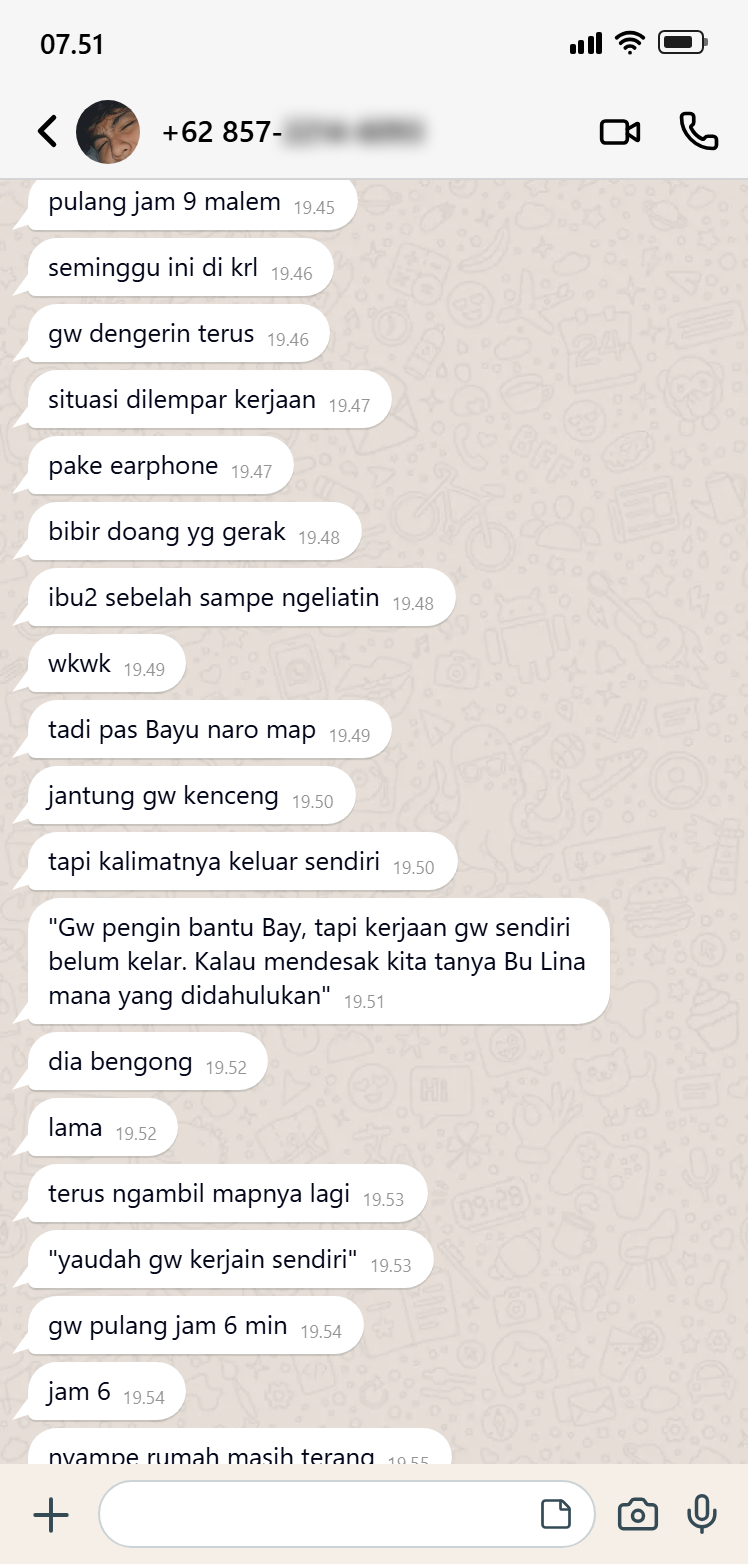 07.51
+62 857-
pulang jam 9 malem 19.45
seminggu ini di krl 19.46
gw dengerin terus 19.46
situasi dilempar kerjaan 19.47
pake earphone 19.47
bibir doang yg gerak 19.48
ibu2 sebelah sampe ngeliatin 19.48
wkwk 19.49
tadi pas Bayu naro map 19.49
jantung gw kenceng 19.50
tapi kalimatnya keluar sendiri 19.50
"Gw pengin bantu Bay, tapi kerjaan gw sendiri
belum kelar. Kalau mendesak kita tanya Bu Lina
mana yang didahulukan" 19.51
dia bengong 19.52
lama 19.52
terus ngambil mapnya lagi 19.53
"yaudah gw kerjain sendiri" 19.53
gw pulang jam 6 min 19.54
jam 6 19.54
nyampe rumah masih terang 19.55